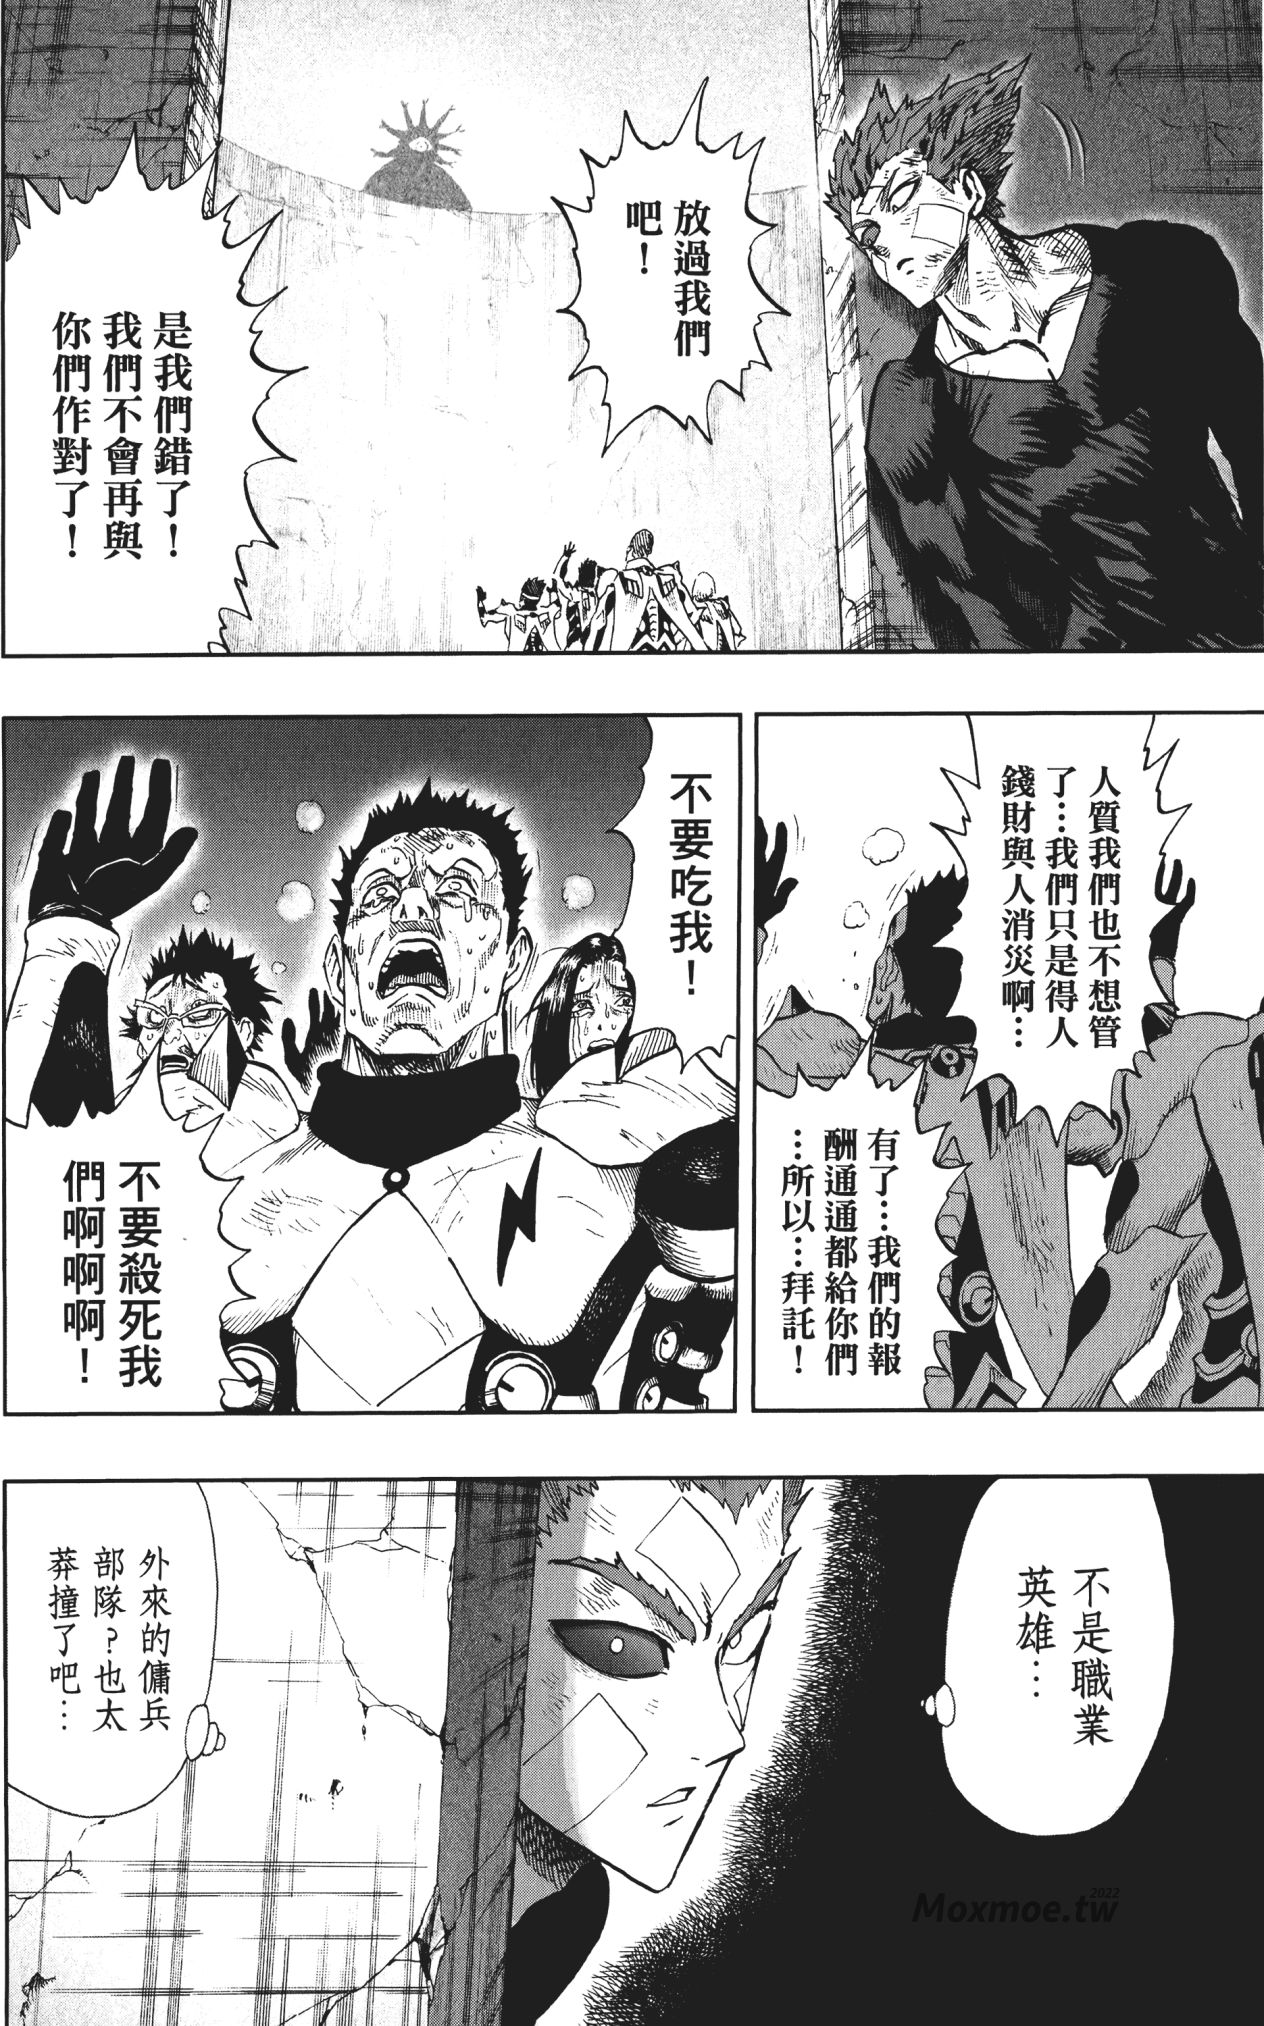 放過我們
吧！
是我們錯了！
我們不會再與
你們作對了！
人質我們也不想管
了…我們只是得人
錢財與人消災啊…
有了…我們的報
酬通通都給你們
…所以…拜託！
不要吃我！
不要殺死我
們啊啊啊！
不是職業
英雄…
外來的傭兵
部隊？也太
莽撞了吧…
2022
Moxmoe.tw